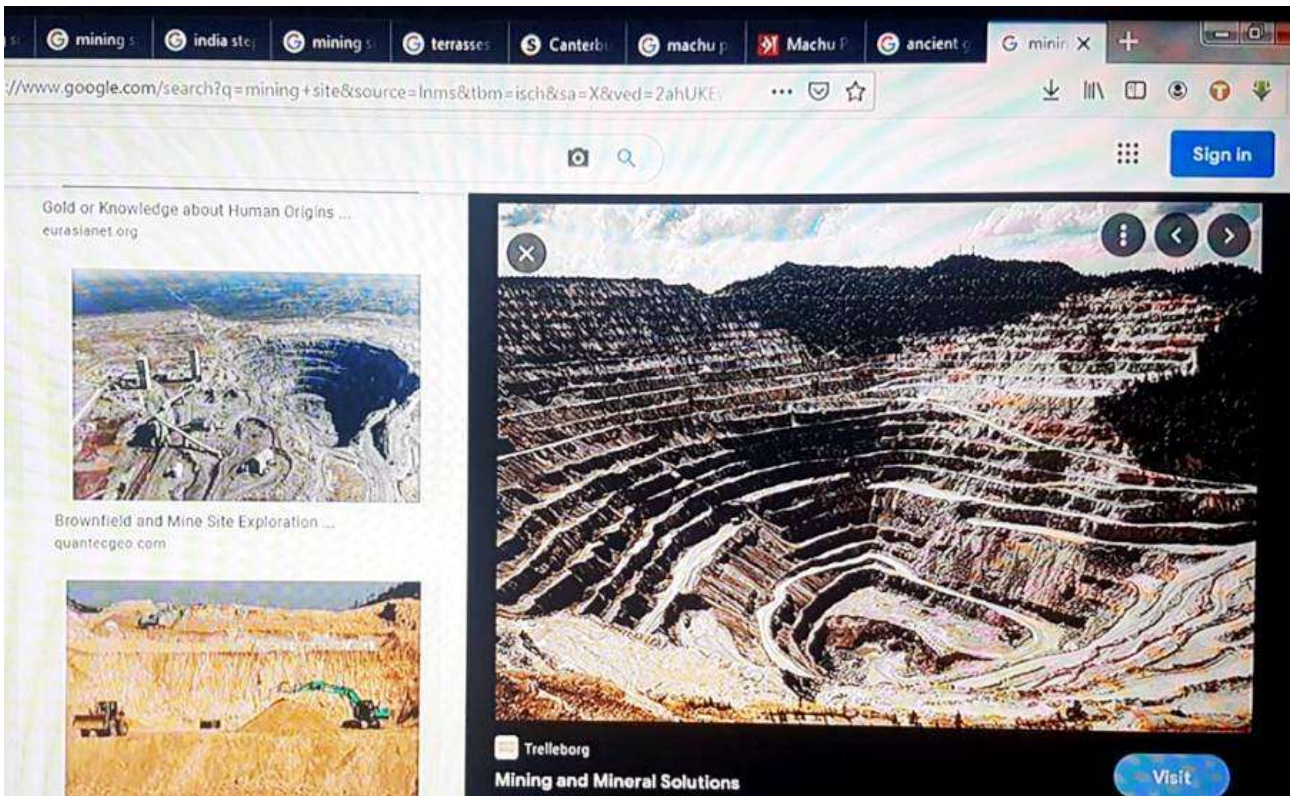 mining s
india ste
mining s
terrasses
Canterb
machu p
Machu P
ancient g
minin
://www.google.com/search?q=mining+site&source=lnms&tbm=isch&sa=X&ved=2ahUKE
Sign in
Gold or Knowledge about Human Origins ...
eurasianet.org
Brownfield and Mine Site Exploration ...
quantecgeo.com
Trelleborg
Mining and Mineral Solutions
Visit